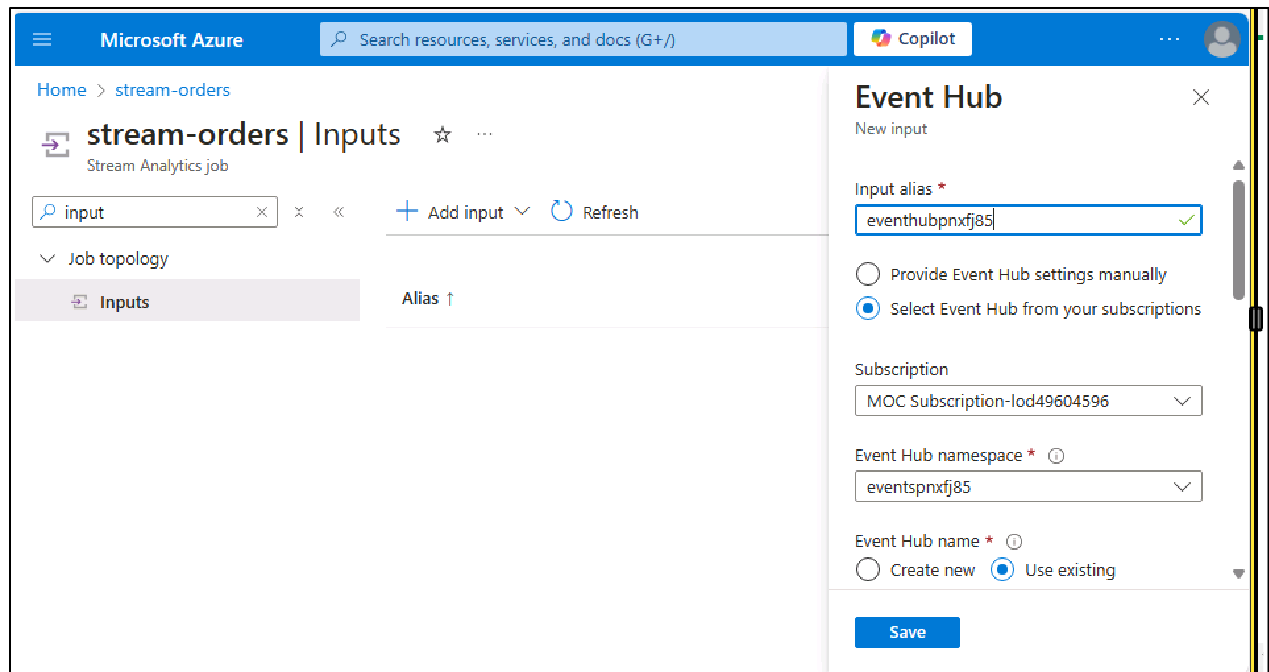 Microsoft Azure
Search resources, services, and docs (G+/)
Copilot
Home > stream-orders
stream-orders | Inputs
Stream Analytics job
input
Job topology
Inputs
Add input
Refresh
Alias ↑
Event Hub
New input
Input alias *
eventhubpnxfj85
Provide Event Hub settings manually
Select Event Hub from your subscriptions
Subscription
MOC Subscription-lod49604596
Event Hub namespace *
eventspnxfj85
Event Hub name *
Create new Use existing
Save